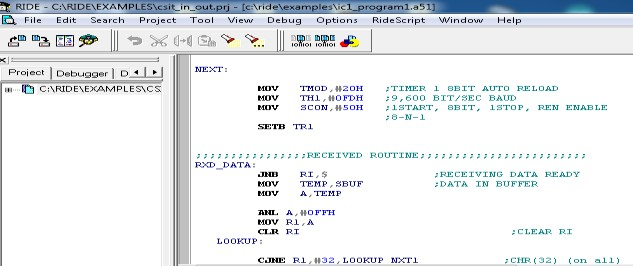 RIDE - C:\RIDE\EXAMPLES\csit_in_out.prj - [c:\ride\examples\ic1_program1.a51]
File Edit Search Project Tool View Debug Options RideScript Window Help
Project Debugger D
C:\RIDE\EXAMPLES\CS
NEXT:
MOV TMOD,#20H ;TIMER 1 8BIT AUTO RELOAD
MOV TH1,#0FDH ;9,600 BIT/SEC BAUD
MOV SCON,#50H ;1START, 8BIT, 1STOP, REN ENABLE
;8-N-1
SETB TR1
;;;;;;;;;;;;;;;;RECEIVED ROUTINE;;;;;;;;;;;;;;;;;;;;;;;;
RXD_DATA:
JNB RI,$ ;RECEIVING DATA READY
MOV TEMP,SBUF ;DATA IN BUFFER
MOV A,TEMP
ANL A,#0FFH
MOV R1,A
CLR RI ;CLEAR RI
LOOKUP:
CJNE R1,#32,LOOKUP_NXT1 ;CHR(32) (on all)